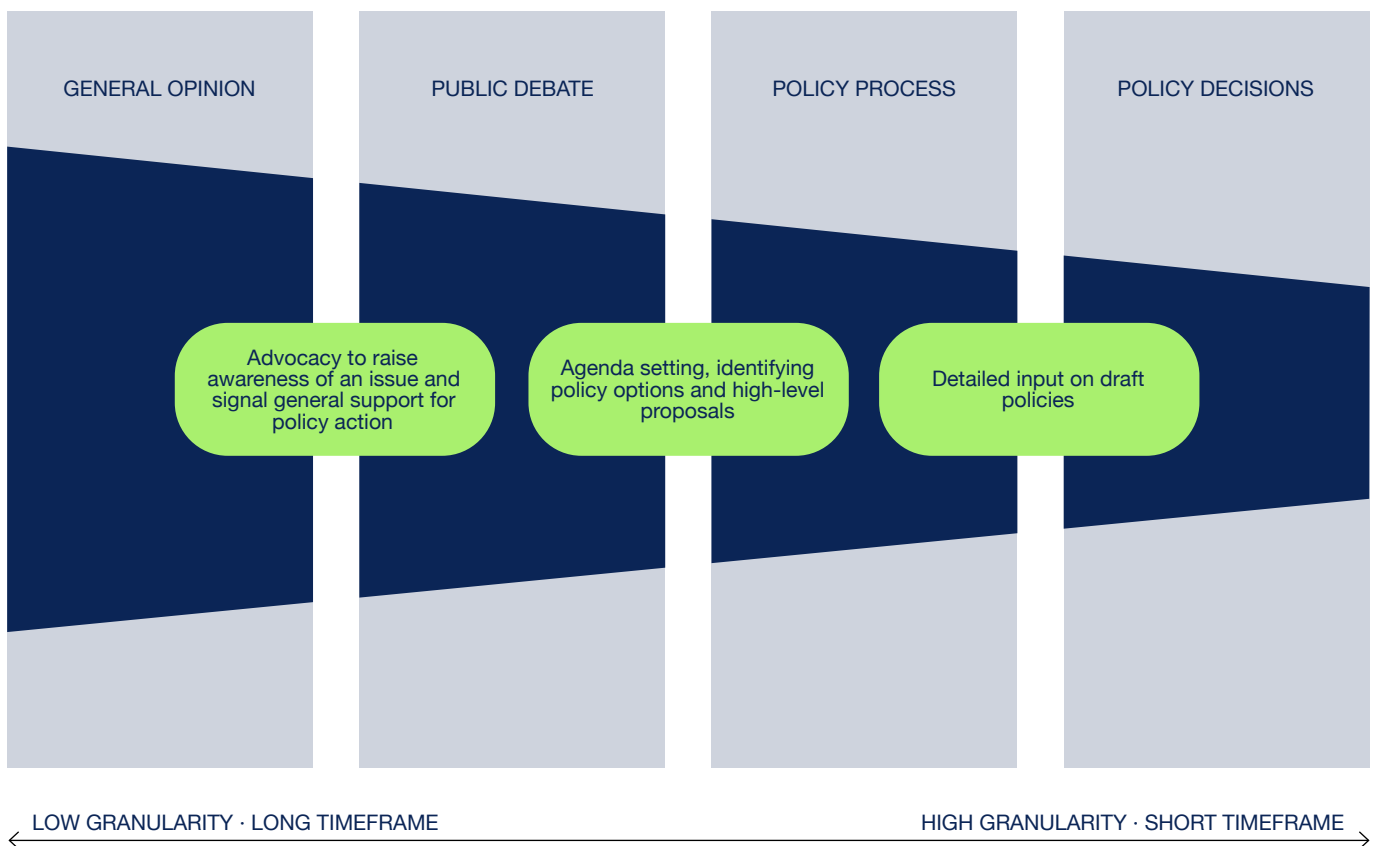 GENERAL OPINION
PUBLIC DEBATE
POLICY PROCESS
POLICY DECISIONS
Advocacy to raise
awareness of an issue and
signal general support for
policy action
Agenda setting, identifying
policy options and high-level
proposals
Detailed input on draft
policies
LOW GRANULARITY · LONG TIMEFRAME
HIGH GRANULARITY · SHORT TIMEFRAME